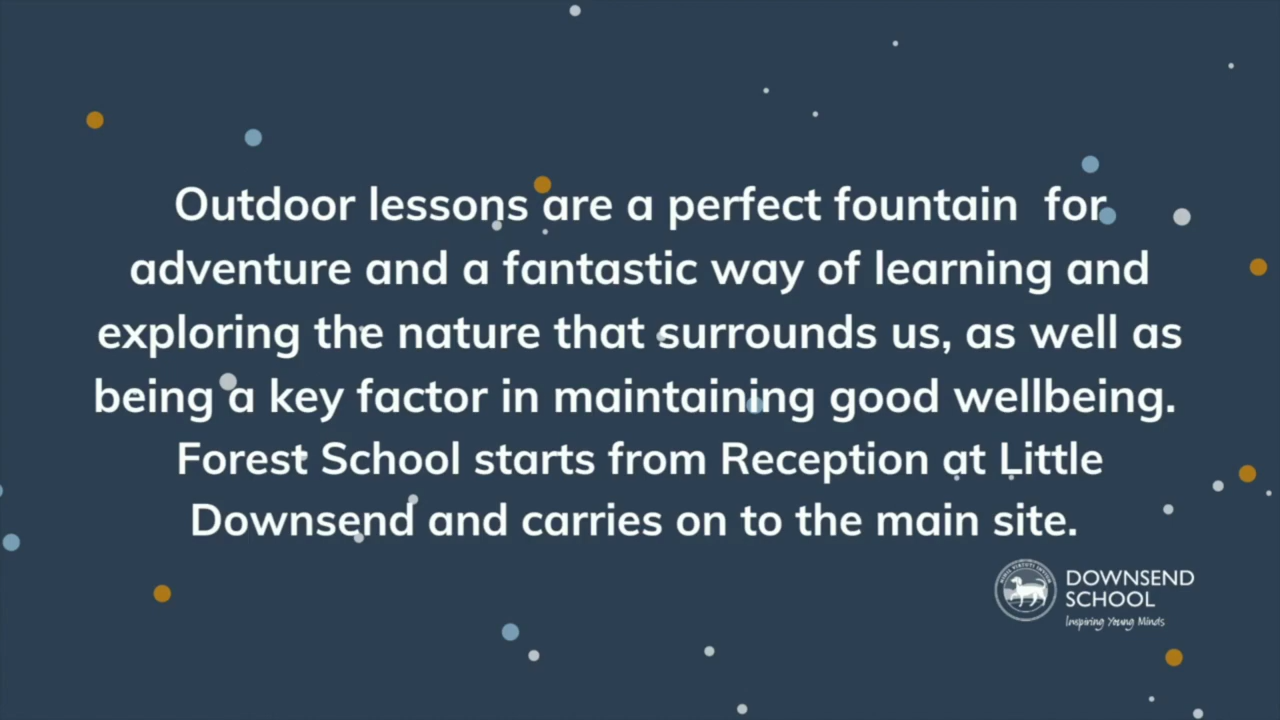 Outdoor lessons are a perfect fountain  for
adventure and a fantastic way of learning and
exploring the nature that surrounds us, as well as
being a key factor in maintaining good wellbeing.
Forest School starts from Reception at Little
Downsend and carries on to the main site.
DOWNSEND
SCHOOL
Inspiring Young Minds